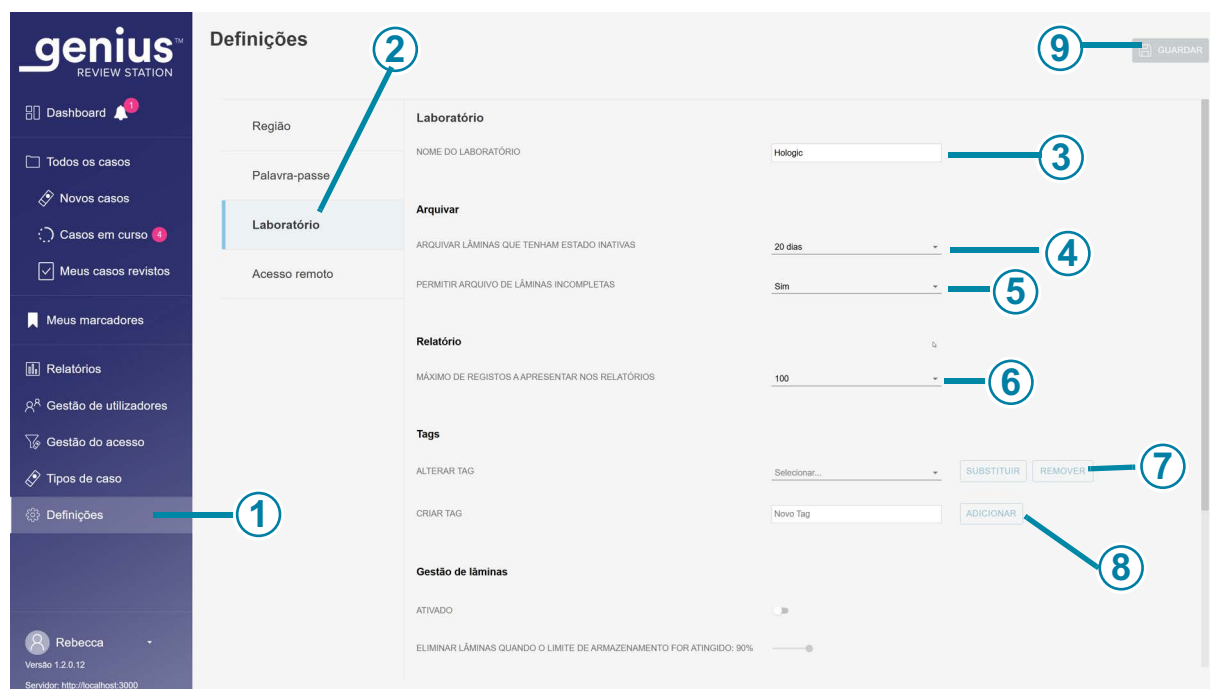 genius™
REVIEW STATION
Dashboard 1
Todos os casos
Novos casos
Casos em curso 4
Meus casos revistos
Meus marcadores
Relatórios
Gestão de utilizadores
Gestão do acesso
Tipos de caso
Definições
1
Rebecca
Versão 1.2.0.12
Servidor: http://localhost:3000
Definições
2
9
GUARDAR
Região
Palavra-passe
Laboratório
Acesso remoto
Laboratório
NOME DO LABORATÓRIO Hologic 3
Arquivar
ARQUIVAR LÂMINAS QUE TENHAM ESTADO INATIVAS 20 dias 4
PERMITIR ARQUIVO DE LÂMINAS INCOMPLETAS Sim 5
Relatório
MÁXIMO DE REGISTOS A APRESENTAR NOS RELATÓRIOS 100 6
Tags
ALTERAR TAG Selecionar... SUBSTITUIR REMOVER 7
CRIAR TAG Novo Tag ADICIONAR 8
Gestão de lâminas
ATIVADO
ELIMINAR LÂMINAS QUANDO O LIMITE DE ARMAZENAMENTO FOR ATINGIDO: 90%